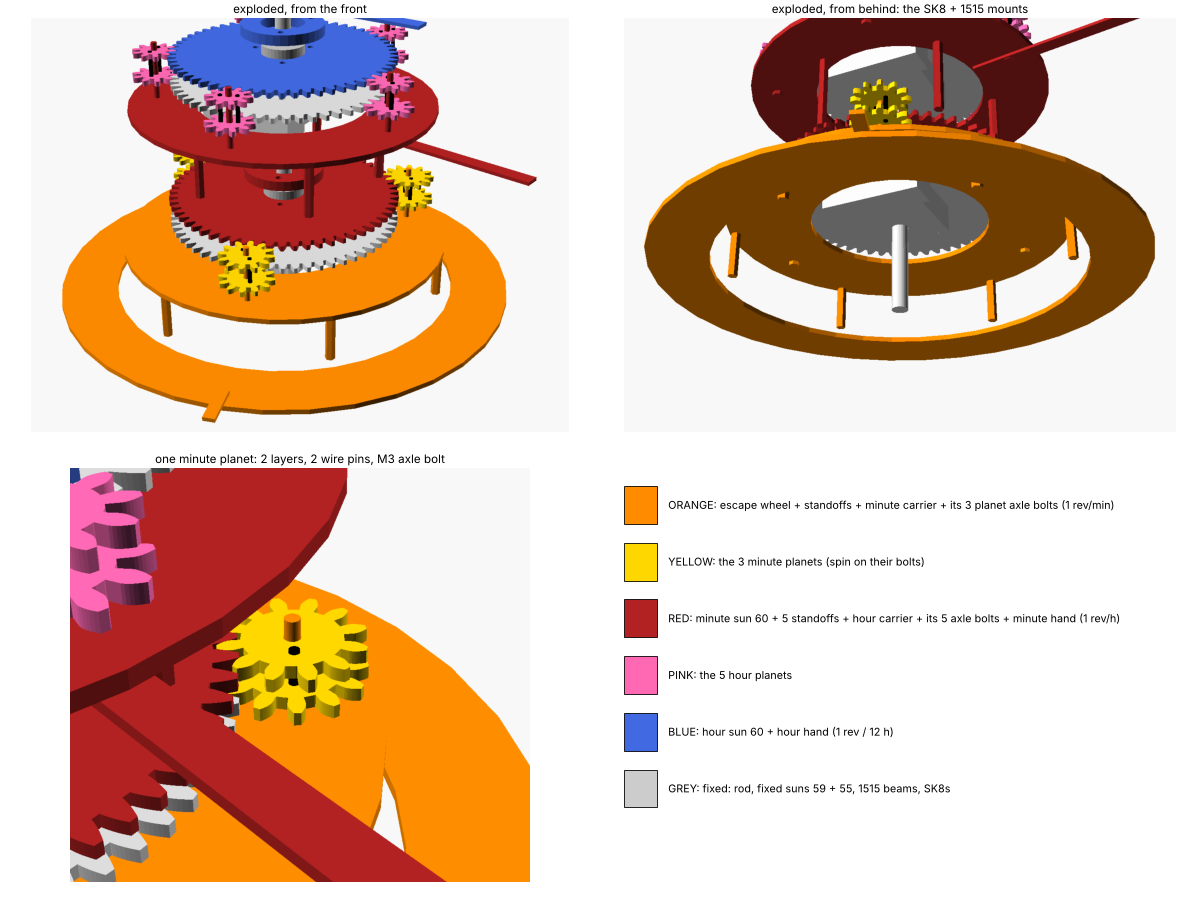 exploded, from the front
exploded, from behind: the SK8 + 1515 mounts
one minute planet: 2 layers, 2 wire pins, M3 axle bolt
ORANGE: escape wheel + standoffs + minute carrier + its 3 planet axle bolts (1 rev/min)
YELLOW: the 3 minute planets (spin on their bolts)
RED: minute sun 60 + 5 standoffs + hour carrier + its 5 axle bolts + minute hand (1 rev/h)
PINK: the 5 hour planets
BLUE: hour sun 60 + hour hand (1 rev / 12 h)
GREY: fixed: rod, fixed suns 59 + 55, 1515 beams, SK8s